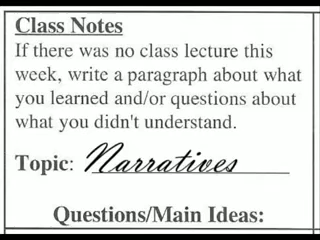 Class Notes
If there was no class lecture this
week, write a paragraph about what
you learned and/or questions about
what you didn't understand.
Topic: Narratives
Questions/Main Ideas: